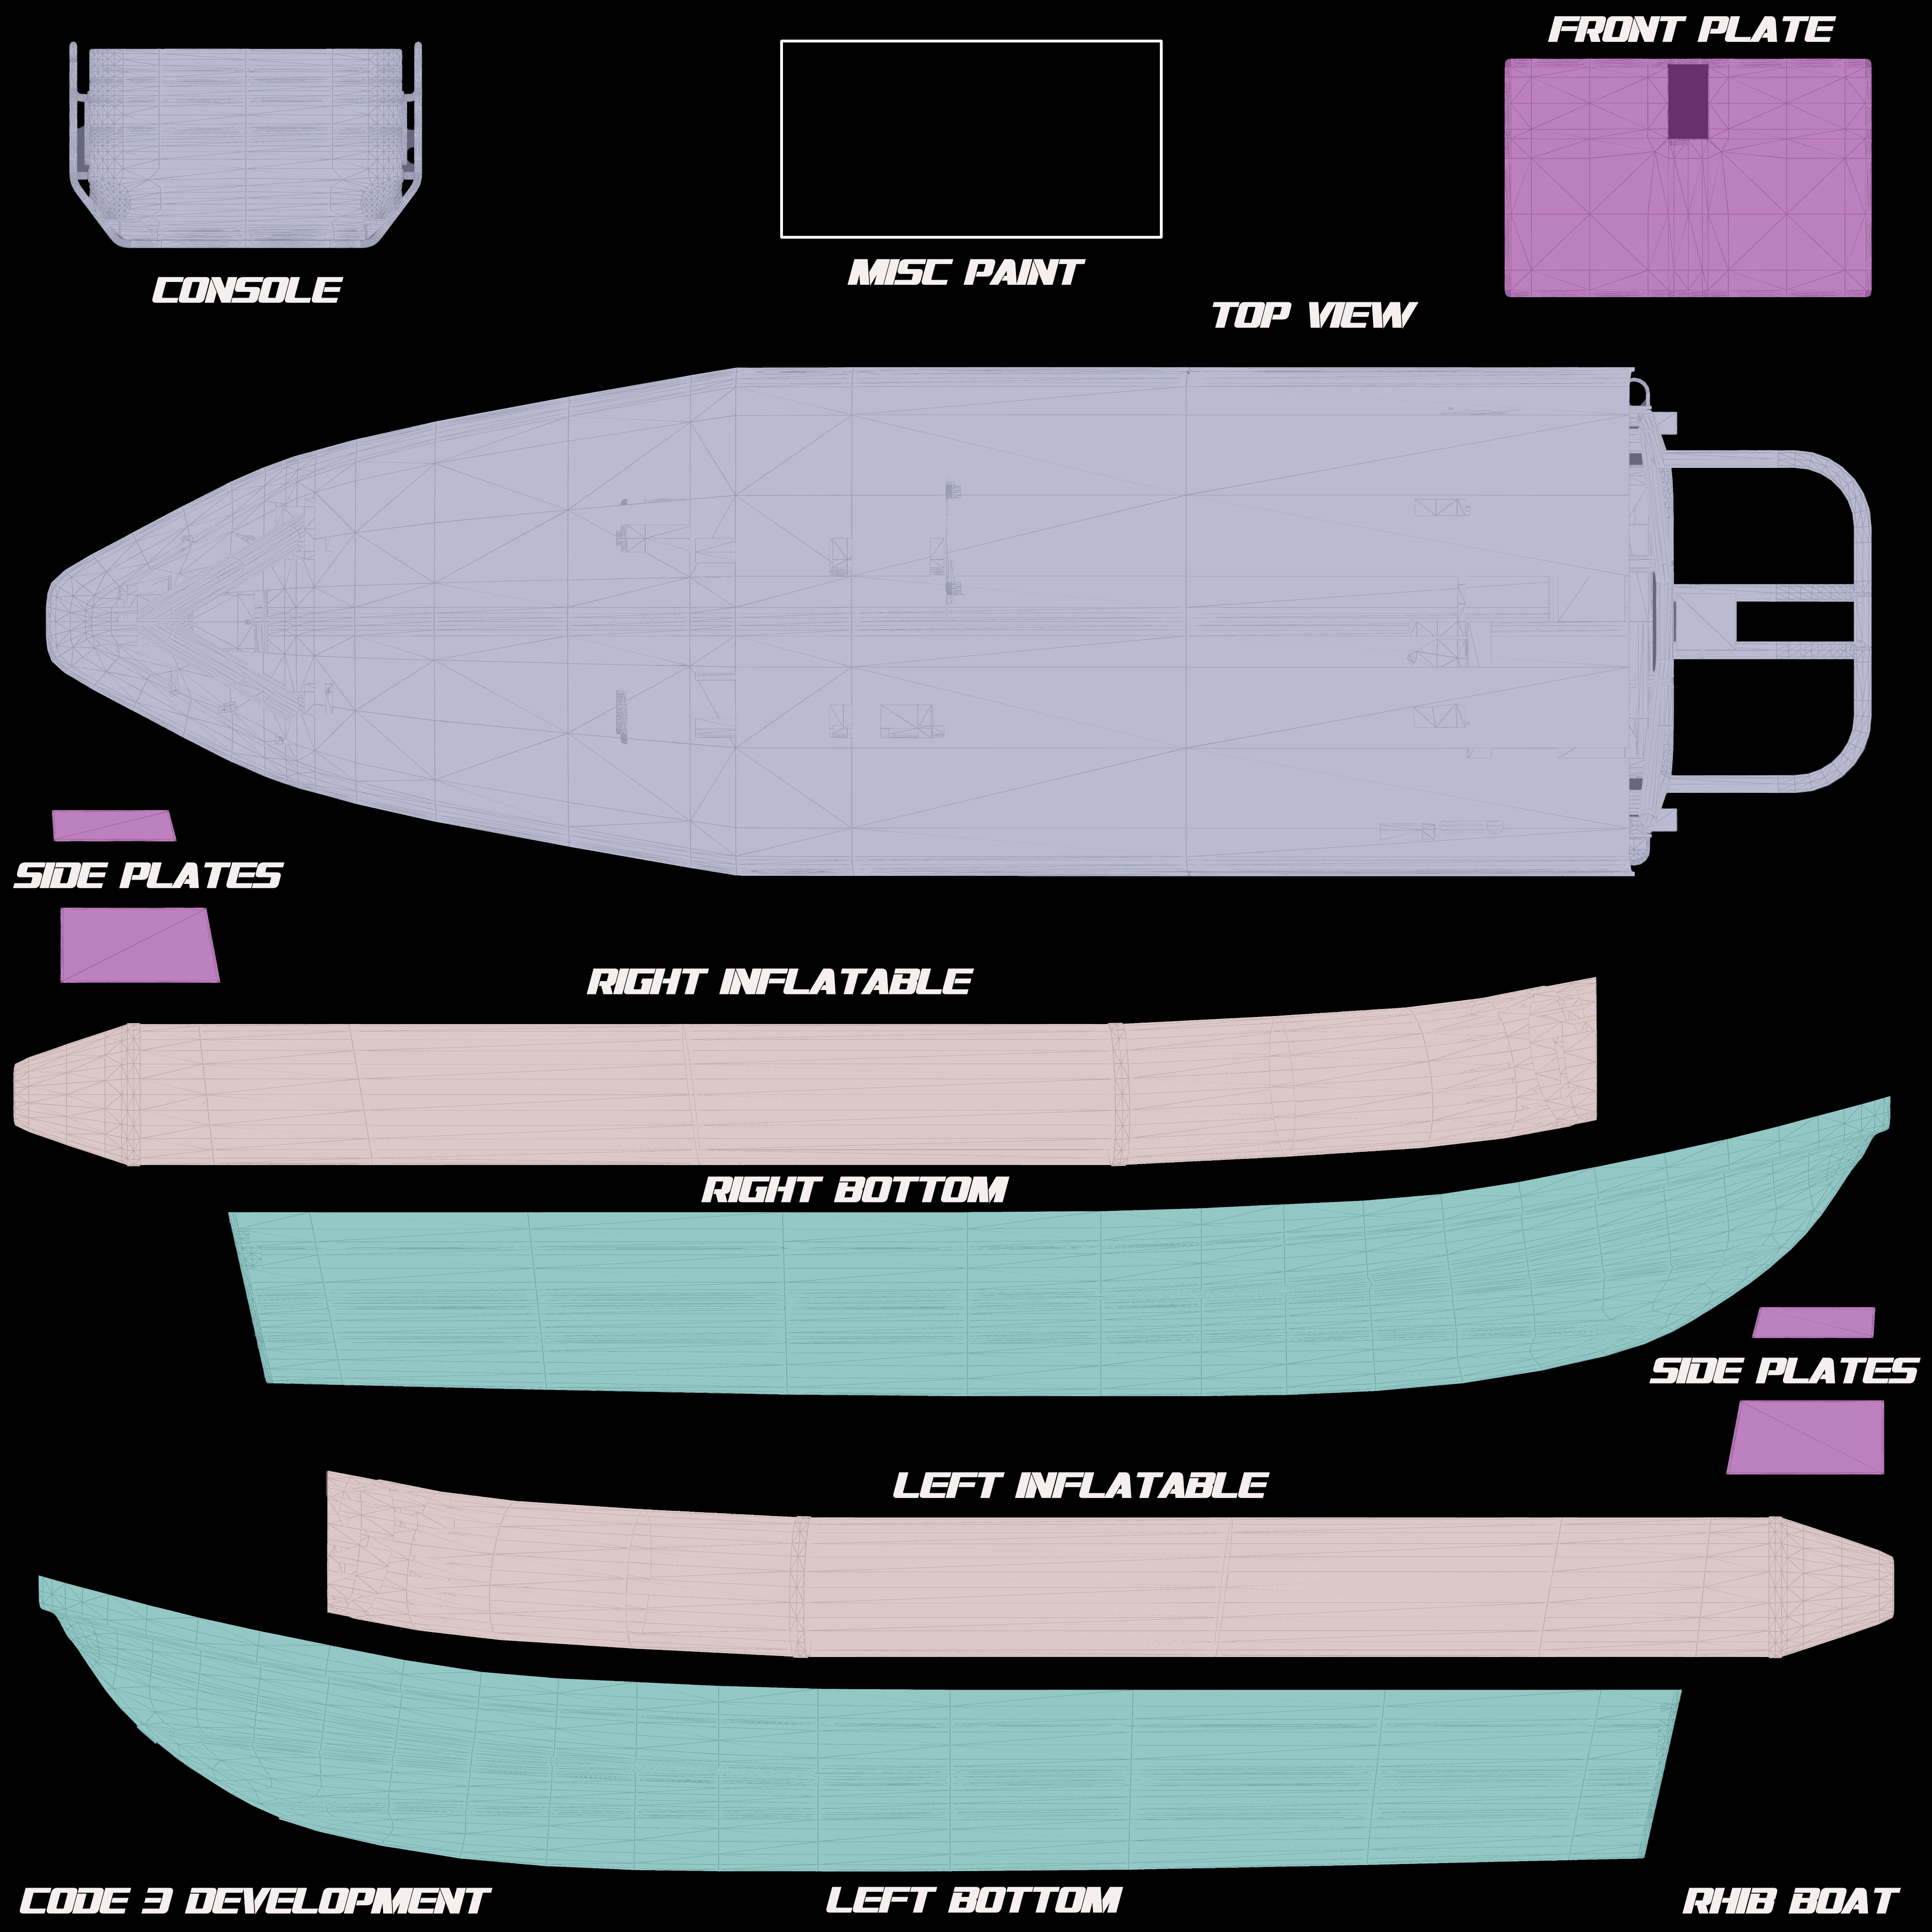 FRONT PLATE
CONSOLE
MISC PAINT
TOP VIEW
SIDE PLATES
RIGHT INFLATABLE
RIGHT BOTTOM
SIDE PLATES
LEFT INFLATABLE
CODE 3 DEVELOPMENT
LEFT BOTTOM
RHIB BOAT